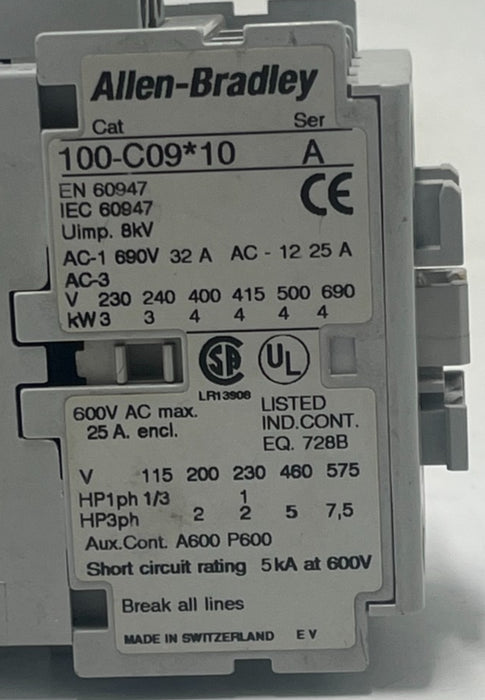 Allen-Bradley
Cat Ser
100-C09*10 A
EN 60947
IEC 60947
Uimp. 8kV
CE
AC-1 690V 32 A AC - 12 25 A
AC-3
V 230 240 400 415 500 690
kW 3 3 4 4 4 4
SA UL
LR13908
600V AC max.
25 A. encl.
LISTED
IND.CONT.
EQ. 728B
V 115 200 230 460 575
HP1ph 1/3 1
HP3ph 2 2 5 7,5
Aux.Cont. A600 P600
Short circuit rating 5kA at 600V
Break all lines
MADE IN SWITZERLAND E V